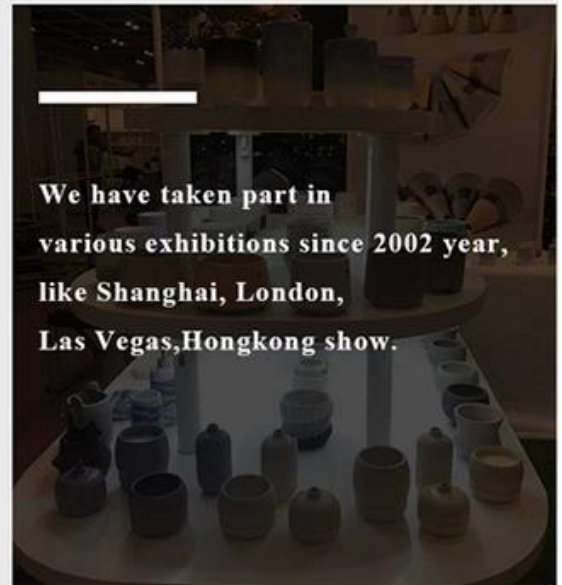 We have taken part in
various exhibitions since 2002 year,
like Shanghai, London,
Las Vegas,Hongkong show.